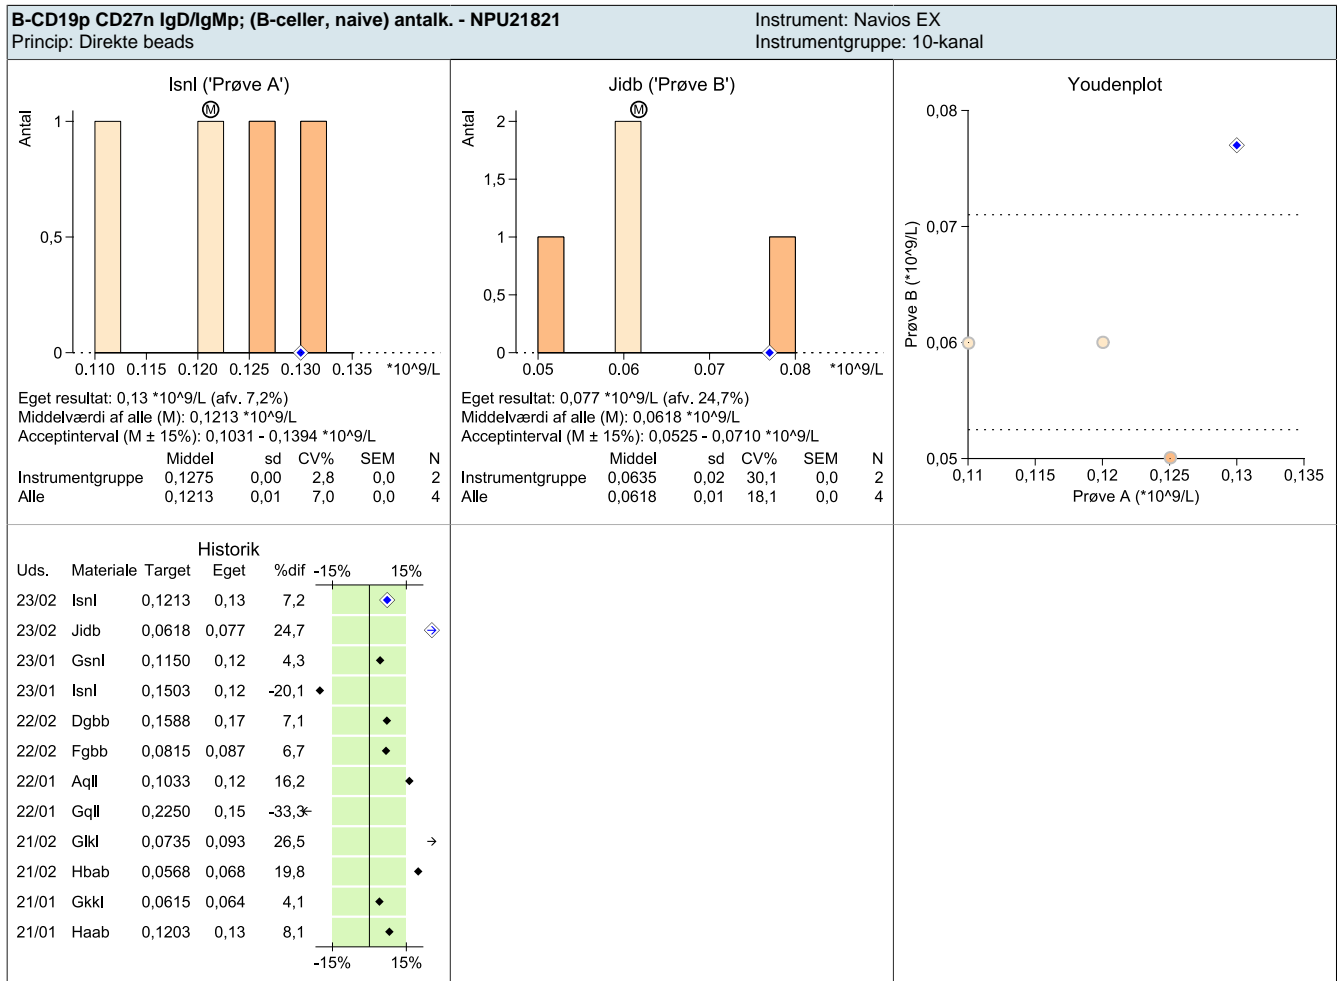 B-CD19p CD27n IgD/IgMp; (B-celler, naive) antalk. - NPU21821
Princip: Direkte beads
Instrument: Navios EX
Instrumentgruppe: 10-kanal
Isnl ('Prøve A')
M
Antal
1
0,5
0
0.110 0.115 0.120 0.125 0.130 0.135 *10^9/L
Eget resultat: 0,13 *10^9/L (afv. 7,2%)
Middelværdi af alle (M): 0,1213 *10^9/L
Acceptinterval (M ± 15%): 0,1031 - 0,1394 *10^9/L
Middel sd CV% SEM N
Instrumentgruppe 0,1275 0,00 2,8 0,0 2
Alle 0,1213 0,01 7,0 0,0 4
Jidb ('Prøve B')
M
Antal
2
1,5
1
0,5
0
0.05 0.06 0.07 0.08 *10^9/L
Eget resultat: 0,077 *10^9/L (afv. 24,7%)
Middelværdi af alle (M): 0,0618 *10^9/L
Acceptinterval (M ± 15%): 0,0525 - 0,0710 *10^9/L
Middel sd CV% SEM N
Instrumentgruppe 0,0635 0,02 30,1 0,0 2
Alle 0,0618 0,01 18,1 0,0 4
Youdenplot
Prøve B (*10^9/L)
0,08
0,07
0,06
0,05
0,11 0,115 0,12 0,125 0,13 0,135
Prøve A (*10^9/L)
Historik
Uds. Materiale Target Eget %dif -15% 15%
23/02 Isnl 0,1213 0,13 7,2
23/02 Jidb 0,0618 0,077 24,7
23/01 Gsnl 0,1150 0,12 4,3
23/01 Isnl 0,1503 0,12 -20,1
22/02 Dgbb 0,1588 0,17 7,1
22/02 Fgbb 0,0815 0,087 6,7
22/01 Aqll 0,1033 0,12 16,2
22/01 Gqll 0,2250 0,15 -33,3
21/02 Glkl 0,0735 0,093 26,5
21/02 Hbab 0,0568 0,068 19,8
21/01 Gkkl 0,0615 0,064 4,1
21/01 Haab 0,1203 0,13 8,1
-15% 15%